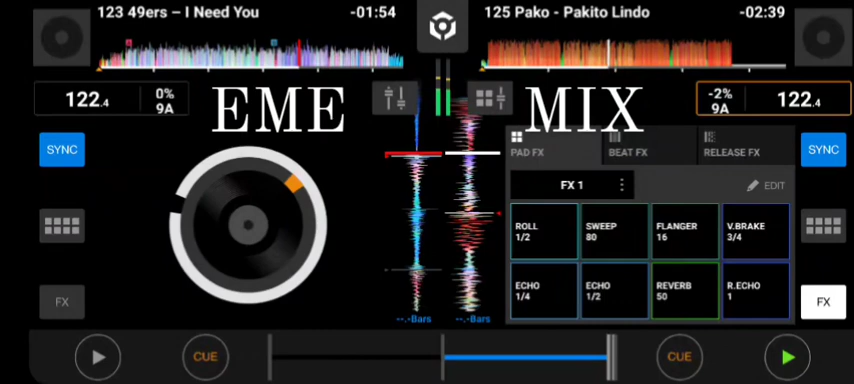 123 49ers – I Need You
-01:54
125 Pako - Pakito Lindo
-02:39
122.4
0%
9A
EME MIX
-2%
9A
122.4
SYNC
PAD FX
BEAT FX
RELEASE FX
SYNC
FX 1
EDIT
ROLL
1/2
SWEEP
80
FLANGER
16
V.BRAKE
3/4
ECHO
1/4
ECHO
1/2
REVERB
50
R.ECHO
1
FX
FX
--.-Bars
--.-Bars
CUE
CUE